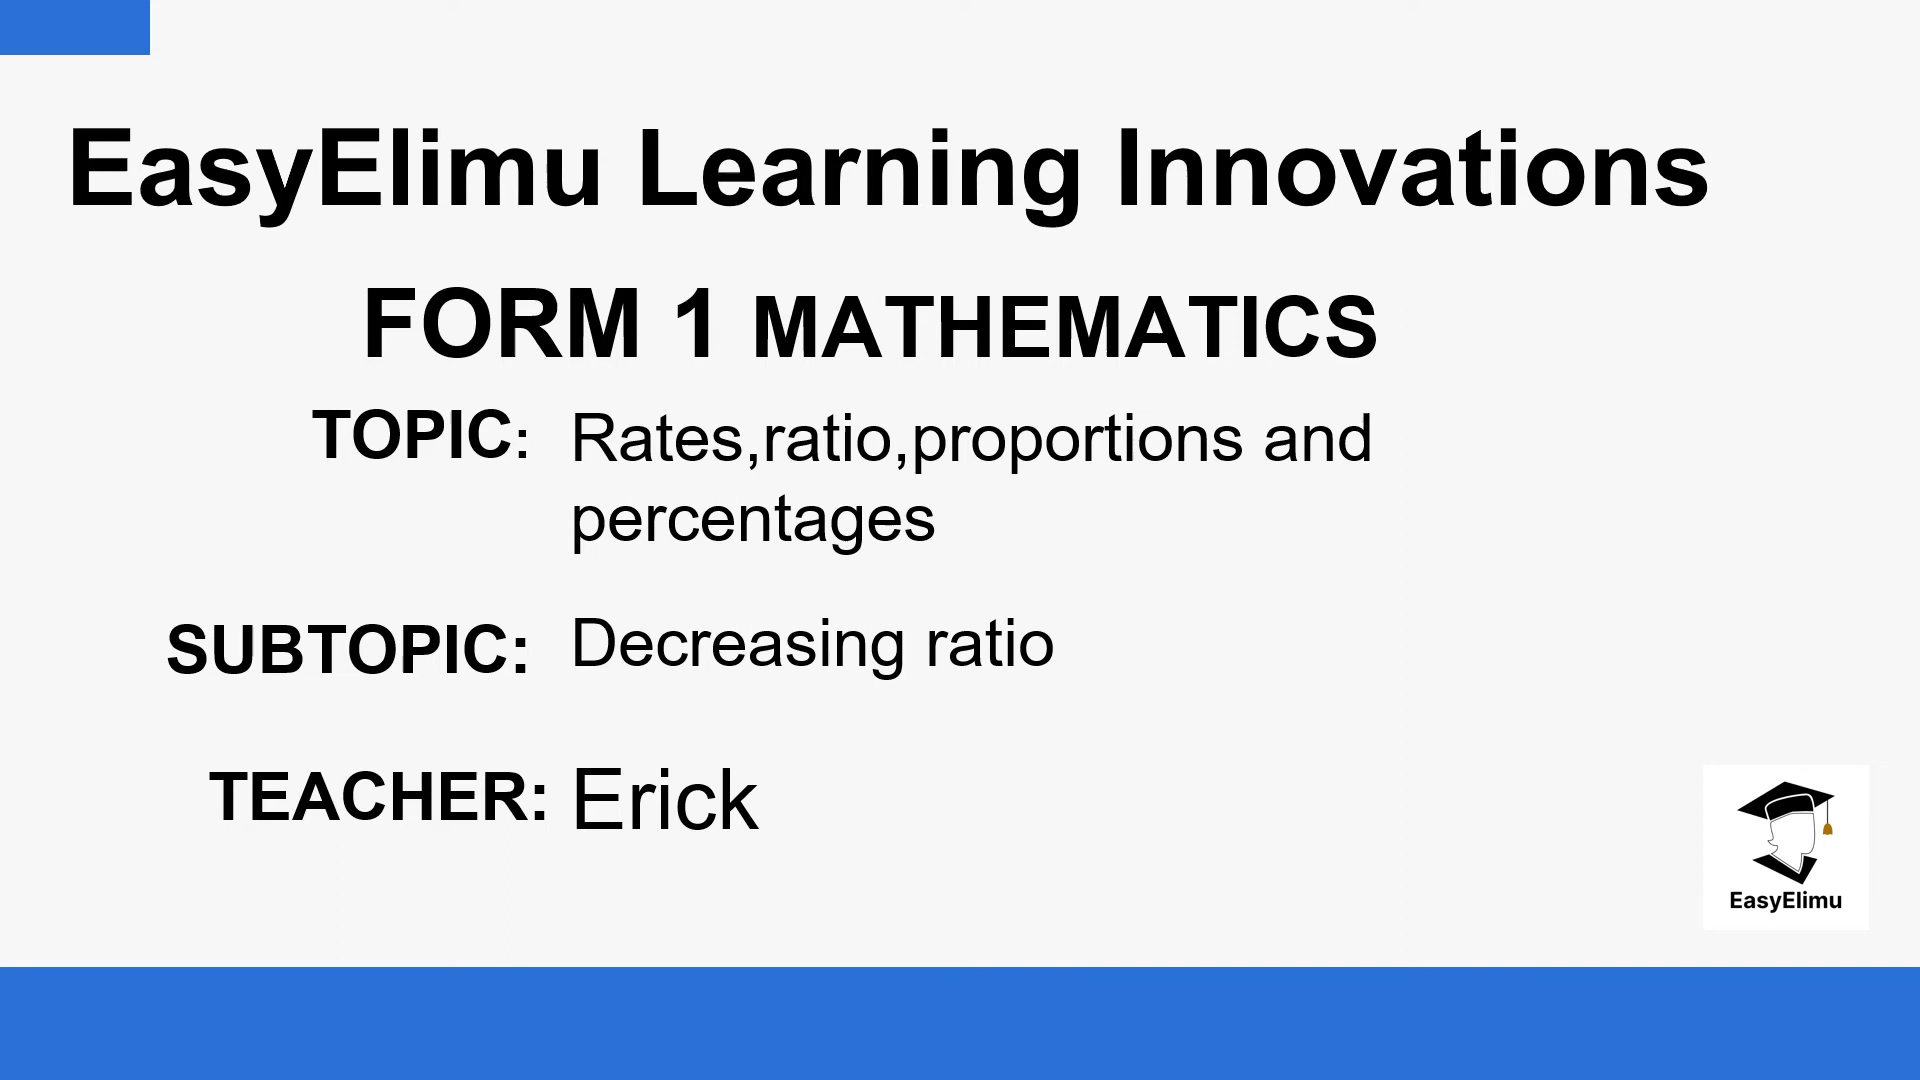 EasyElimu Learning Innovations
FORM 1 MATHEMATICS
TOPIC: Rates,ratio,proportions and
percentages
SUBTOPIC: Decreasing ratio
TEACHER: Erick
EasyElimu